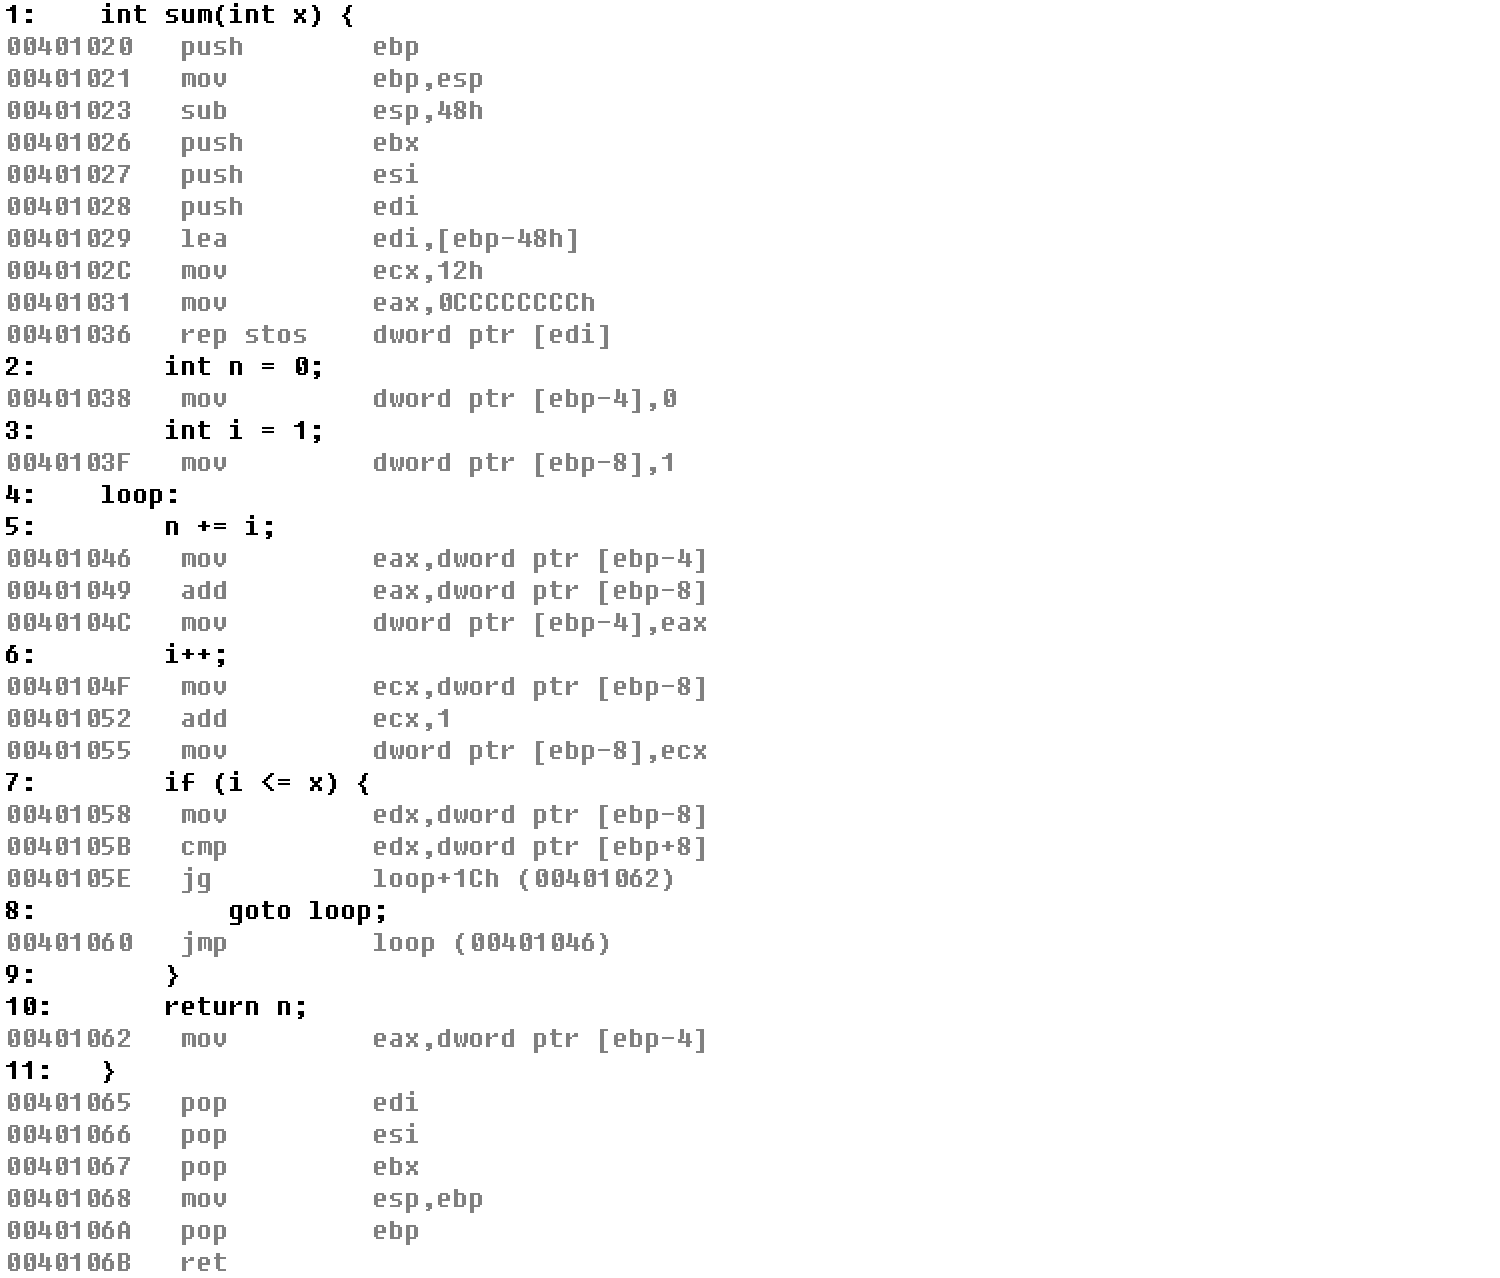 1:    int sum(int x) {
00401020   push        ebp
00401021   mov         ebp,esp
00401023   sub         esp,48h
00401026   push        ebx
00401027   push        esi
00401028   push        edi
00401029   lea         edi,[ebp-48h]
0040102C   mov         ecx,12h
00401031   mov         eax,0CCCCCCCCh
00401036   rep stos    dword ptr [edi]
2:        int n = 0;
00401038   mov         dword ptr [ebp-4],0
3:        int i = 1;
0040103F   mov         dword ptr [ebp-8],1
4:    loop:
5:        n += i;
00401046   mov         eax,dword ptr [ebp-4]
00401049   add         eax,dword ptr [ebp-8]
0040104C   mov         dword ptr [ebp-4],eax
6:        i++;
0040104F   mov         ecx,dword ptr [ebp-8]
00401052   add         ecx,1
00401055   mov         dword ptr [ebp-8],ecx
7:        if (i <= x) {
00401058   mov         edx,dword ptr [ebp-8]
0040105B   cmp         edx,dword ptr [ebp+8]
0040105E   jg          loop+1Ch (00401062)
8:            goto loop;
00401060   jmp         loop (00401046)
9:        }
10:       return n;
00401062   mov         eax,dword ptr [ebp-4]
11:   }
00401065   pop         edi
00401066   pop         esi
00401067   pop         ebx
00401068   mov         esp,ebp
0040106A   pop         ebp
0040106B   ret